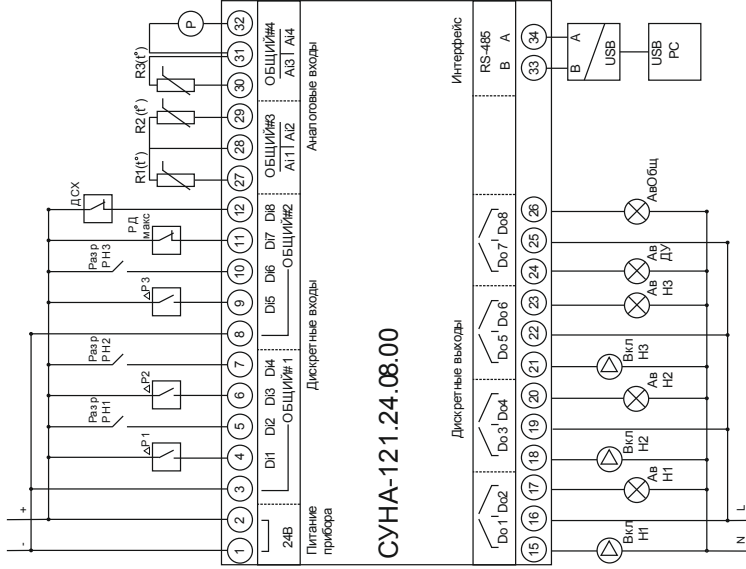 - +
△P1
Разр РН1
△P2
Разр РН2
△P3
Разр РН3
РД макс
ДСХ
R1(t°)
R2(t°)
R3(t°)
P
1 2 3 4 5 6 7 8 9 10 11 12 27 28 29 30 31 32
24В
Di1 Di2 Di3 Di4
ОБЩИЙ#1
Di5 Di6 Di7 Di8
ОБЩИЙ#2
ОБЩИЙ#3
Ai1 Ai2
ОБЩИЙ#4
Ai3 Ai4
Питание прибора
Дискретные входы
Аналоговые входы
СУНА-121.24.08.00
Дискретные выходы
Интерфейс
RS-485
B A
Do1 Do2
Do3 Do4
Do5 Do6
Do7 Do8
15 16 17 18 19 20 21 22 23 24 25 26 33 34
Вкл Н1
Ав Н1
Вкл Н2
Ав Н2
Вкл Н3
Ав Н3
Ав ДУ
АвОбщ
B A
USB
USB PC
N L